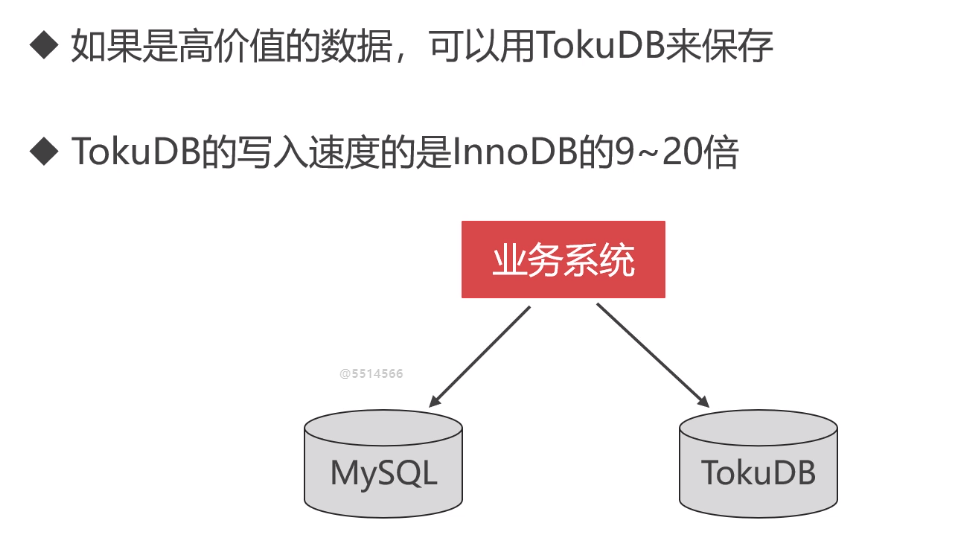 ◆ 如果是高价值的数据，可以用TokuDB来保存
◆ TokuDB的写入速度的是InnoDB的9~20倍
业务系统
@5514566
MySQL
TokuDB